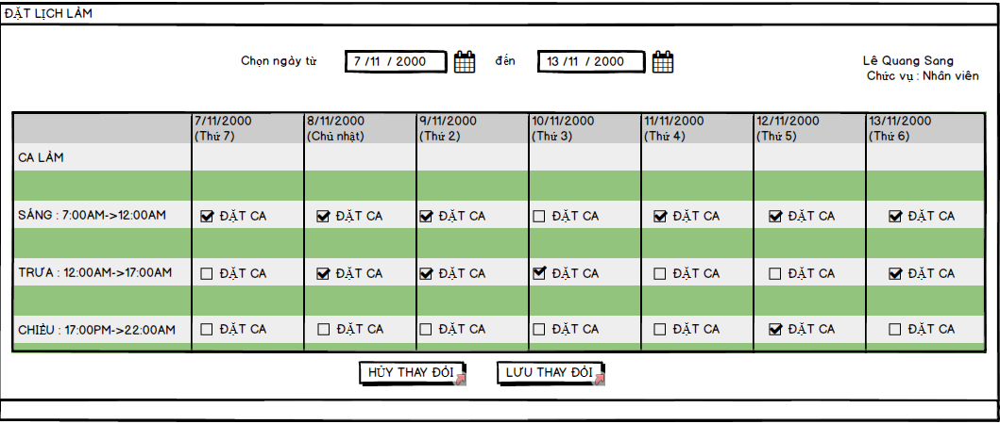 ĐẶT LỊCH LÀM
Chọn ngày từ 7 /11 / 2000 đến 13 /11 / 2000
Lê Quang Sang
Chức vụ : Nhân viên
7/11/2000 8/11/2000 9/11/2000 10/11/2000 11/11/2000 12/11/2000 13/11/2000
(Thứ 7) (Chủ nhật) (Thứ 2) (Thứ 3) (Thứ 4) (Thứ 5) (Thứ 6)
CA LÀM
SÁNG : 7:00AM->12:00AM ĐẶT CA ĐẶT CA ĐẶT CA ĐẶT CA ĐẶT CA ĐẶT CA ĐẶT CA
TRƯA : 12:00AM->17:00AM ĐẶT CA ĐẶT CA ĐẶT CA ĐẶT CA ĐẶT CA ĐẶT CA ĐẶT CA
CHIỀU : 17:00PM->22:00AM ĐẶT CA ĐẶT CA ĐẶT CA ĐẶT CA ĐẶT CA ĐẶT CA ĐẶT CA
HỦY THAY ĐỔI LƯU THAY ĐỔI